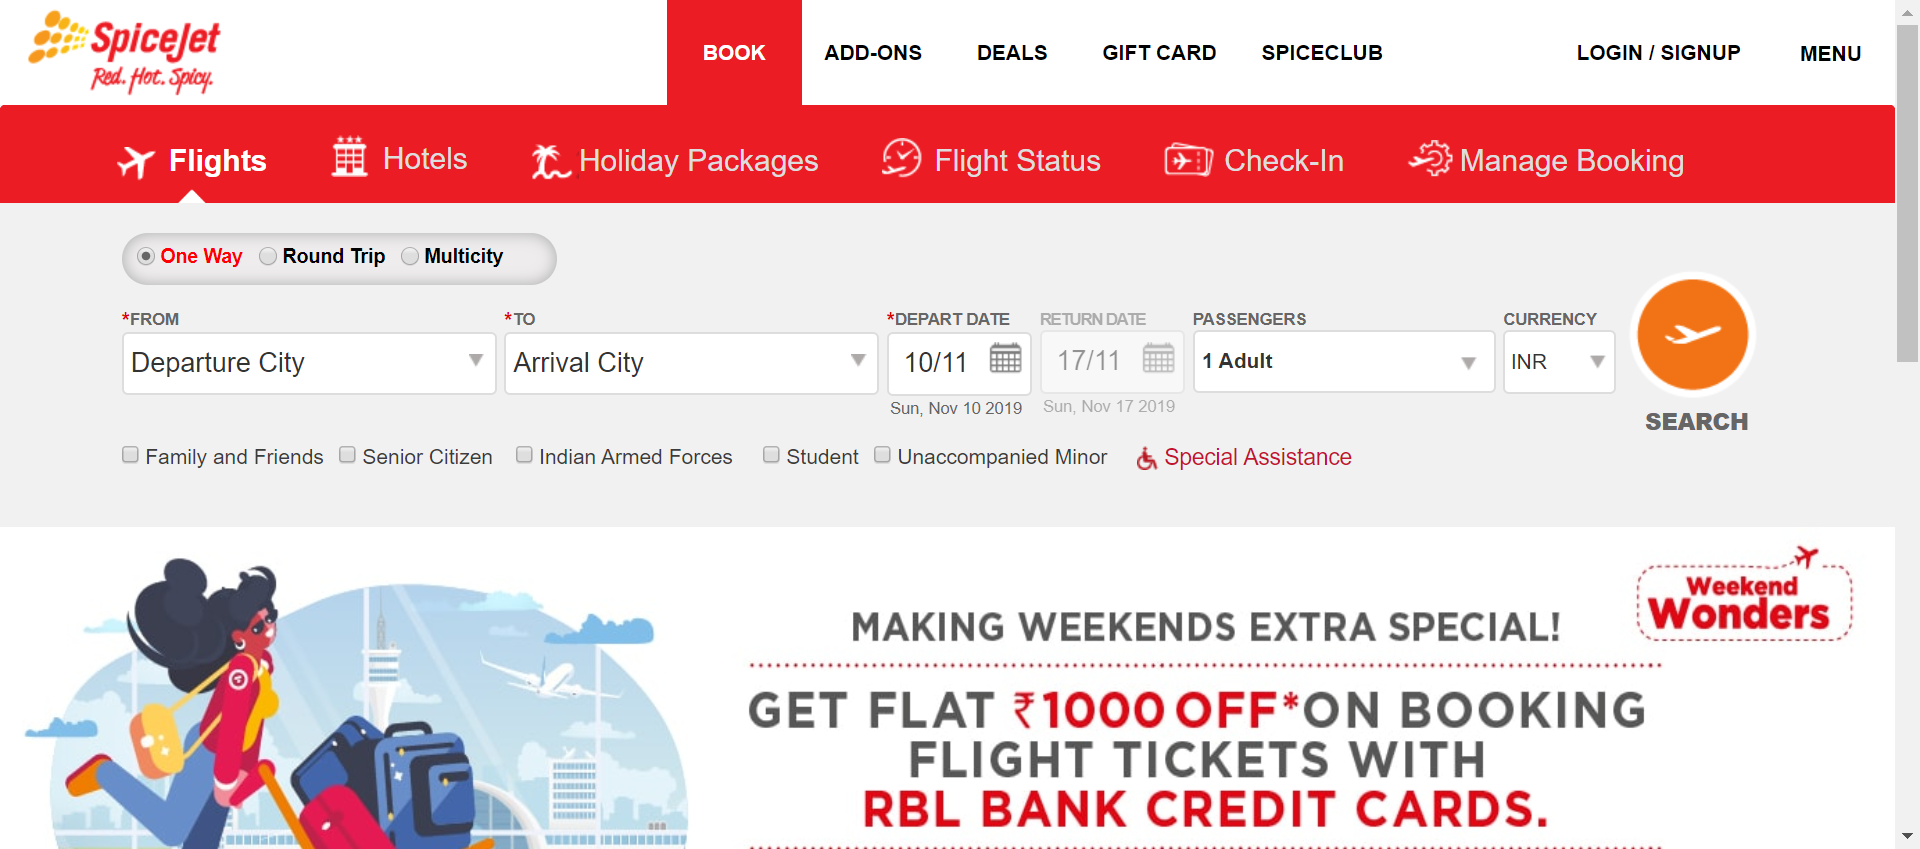 SpiceJet
Red. Hot. Spicy.
BOOK ADD-ONS DEALS GIFT CARD SPICECLUB LOGIN / SIGNUP MENU
Flights Hotels Holiday Packages Flight Status Check-In Manage Booking
One Way Round Trip Multicity
*FROM *TO *DEPART DATE RETURN DATE PASSENGERS CURRENCY
Departure City Arrival City 10/11 17/11 1 Adult INR
Sun, Nov 10 2019 Sun, Nov 17 2019
SEARCH
Family and Friends Senior Citizen Indian Armed Forces Student Unaccompanied Minor Special Assistance
Weekend
Wonders
MAKING WEEKENDS EXTRA SPECIAL!
GET FLAT ₹1000 OFF* ON BOOKING
FLIGHT TICKETS WITH
RBL BANK CREDIT CARDS.